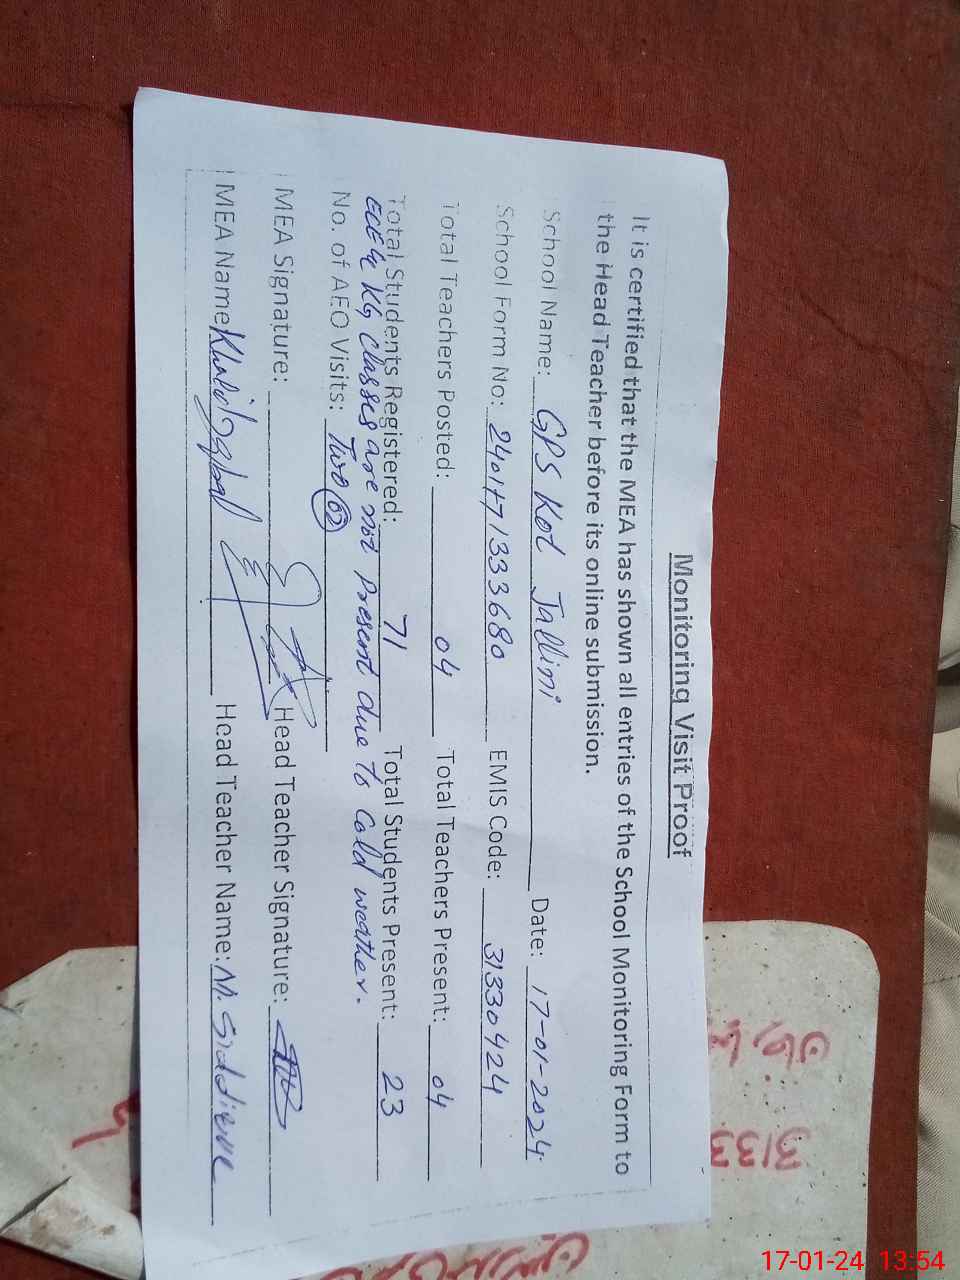 Monitoring Visit Proof
It is certified that the MEA has shown all entries of the School Monitoring Form to
the Head Teacher before its online submission.
School Name: GPS Kot Jallini Date: 17-01-2024
School Form No: 240171333680 EMIS Code: 31330424
Total Teachers Posted: 04 Total Teachers Present: 04
Total Students Registered: 71 Total Students Present: 23
ECE & KG classes are not present due to cold weather.
No. of AEO Visits: Two 02
MEA Signature: Head Teacher Signature:
MEA Name: Khalid Iqbal Head Teacher Name: M. Siddique
3133
17-01-24 13:54